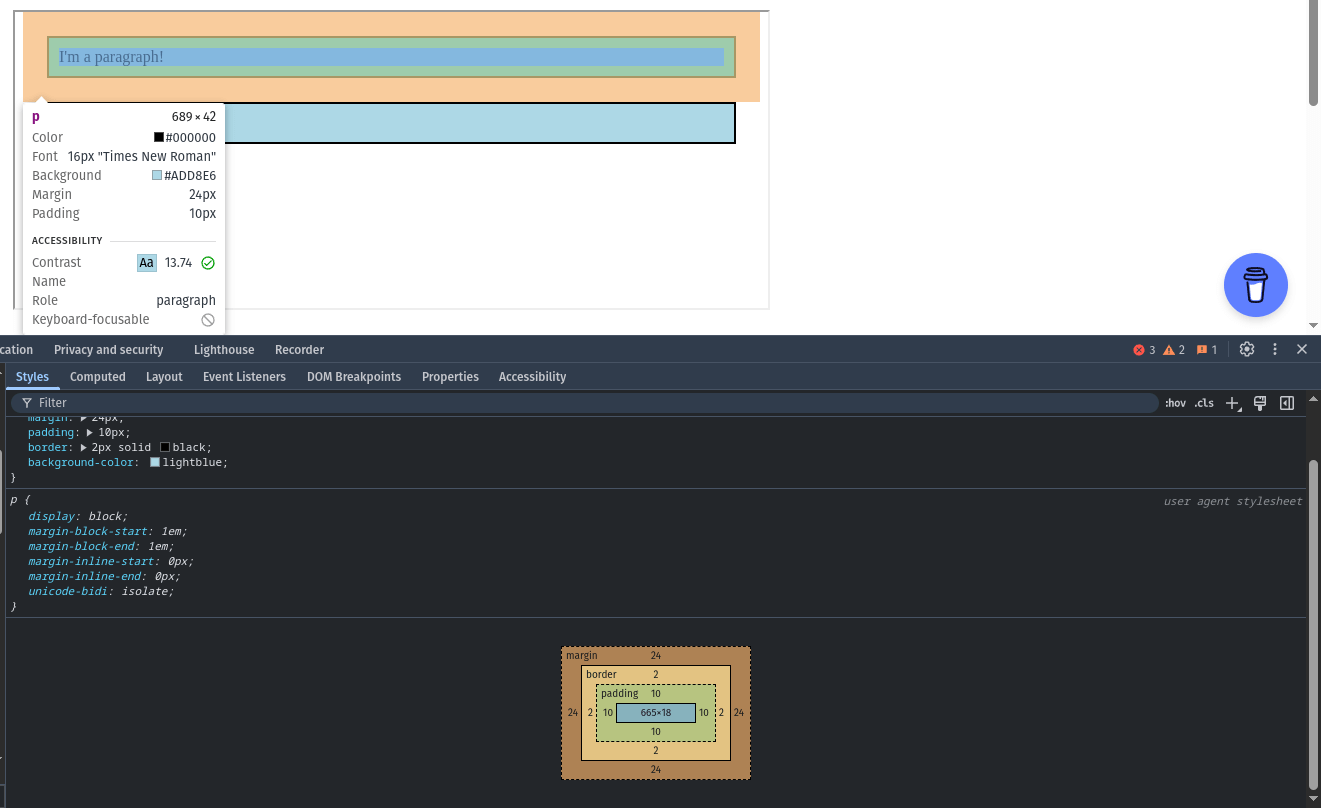 I'm a paragraph!
p 689 × 42
Color #000000
Font 16px "Times New Roman"
Background #ADD8E6
Margin 24px
Padding 10px
ACCESSIBILITY
Contrast Aa 13.74
Name
Role paragraph
Keyboard-focusable
cation Privacy and security Lighthouse Recorder 3 2 1
Styles Computed Layout Event Listeners DOM Breakpoints Properties Accessibility
Filter :hov .cls
margin: 24px;
padding: 10px;
border: 2px solid black;
background-color: lightblue;
}
p { user agent stylesheet
display: block;
margin-block-start: 1em;
margin-block-end: 1em;
margin-inline-start: 0px;
margin-inline-end: 0px;
unicode-bidi: isolate;
}
margin 24
border 2
padding 10
24 2 10 665×18 10 2 24
10
2
24